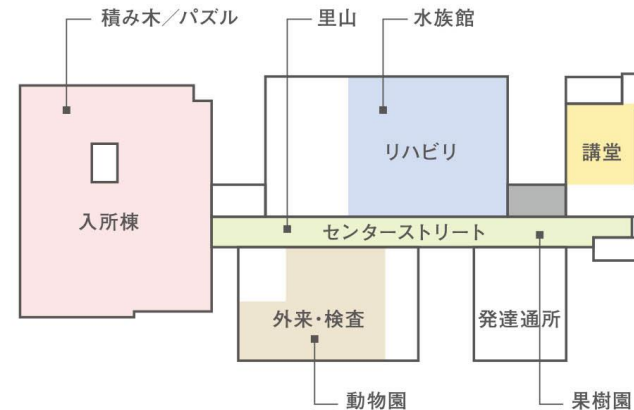 積み木／パズル
里山
水族館
リハビリ
講堂
入所棟
センターストリート
外来・検査
発達通所
動物園
果樹園